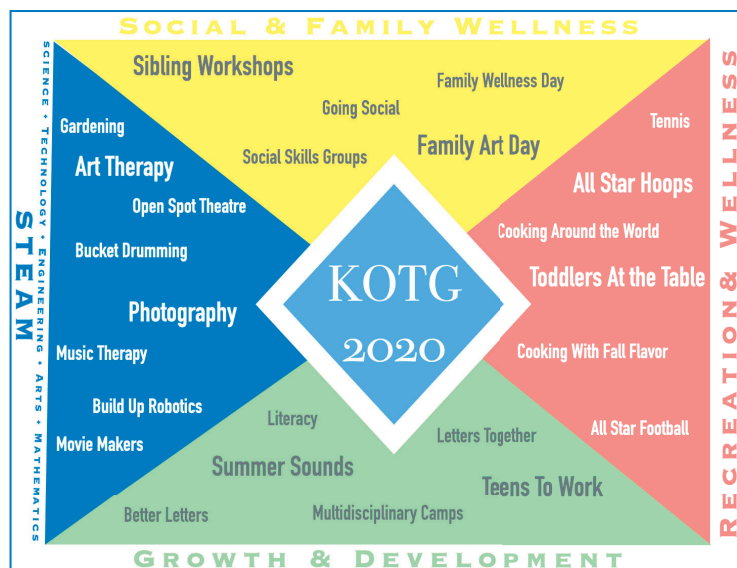 SOCIAL & FAMILY WELLNESS
Sibling Workshops
Family Wellness Day
Going Social
Family Art Day
Social Skills Groups
SCIENCE + TECHNOLOGY + ENGINEERING + ARTS + MATHEMATICS
STEAM
Gardening
Art Therapy
Open Spot Theatre
Bucket Drumming
Photography
Music Therapy
Build Up Robotics
Movie Makers
KOTG
2020
Tennis
All Star Hoops
Cooking Around the World
Toddlers At the Table
Cooking With Fall Flavor
All Star Football
RECREATION & WELLNESS
Literacy
Letters Together
Summer Sounds
Teens To Work
Better Letters
Multidisciplinary Camps
GROWTH & DEVELOPMENT